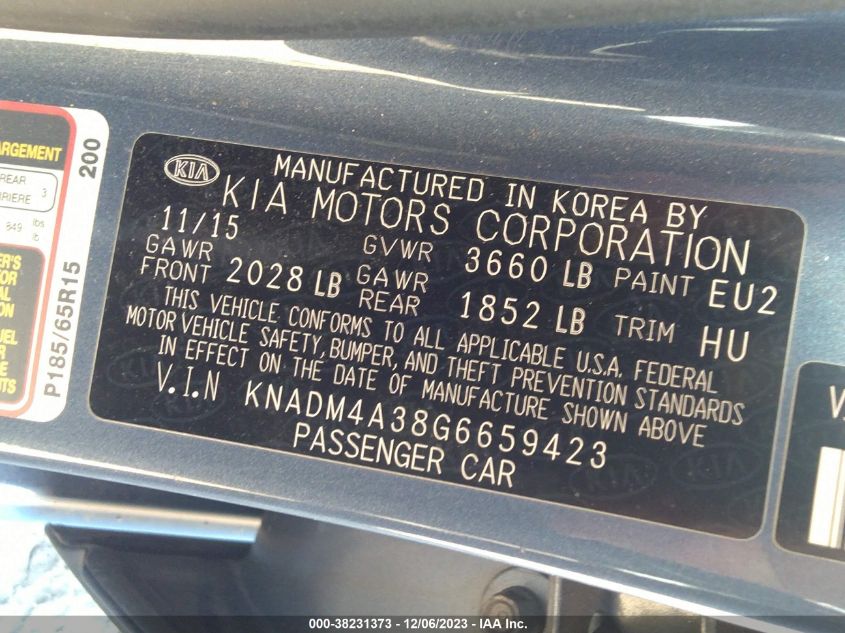 ARGEMENT
REAR
RRIERE 3
849 lbs
lb
200
P185/65R15
KIA
MANUFACTURED IN KOREA BY
KIA MOTORS CORPORATION
11/15 GVWR 3660 LB PAINT EU2
GAWR FRONT 2028 LB GAWR REAR 1852 LB TRIM HU
THIS VEHICLE CONFORMS TO ALL APPLICABLE U.S.A. FEDERAL
MOTOR VEHICLE SAFETY, BUMPER, AND THEFT PREVENTION STANDARDS
IN EFFECT ON THE DATE OF MANUFACTURE SHOWN ABOVE
V.I.N KNADM4A38G6659423
PASSENGER CAR
000-38231373 - 12/06/2023 - IAA Inc.